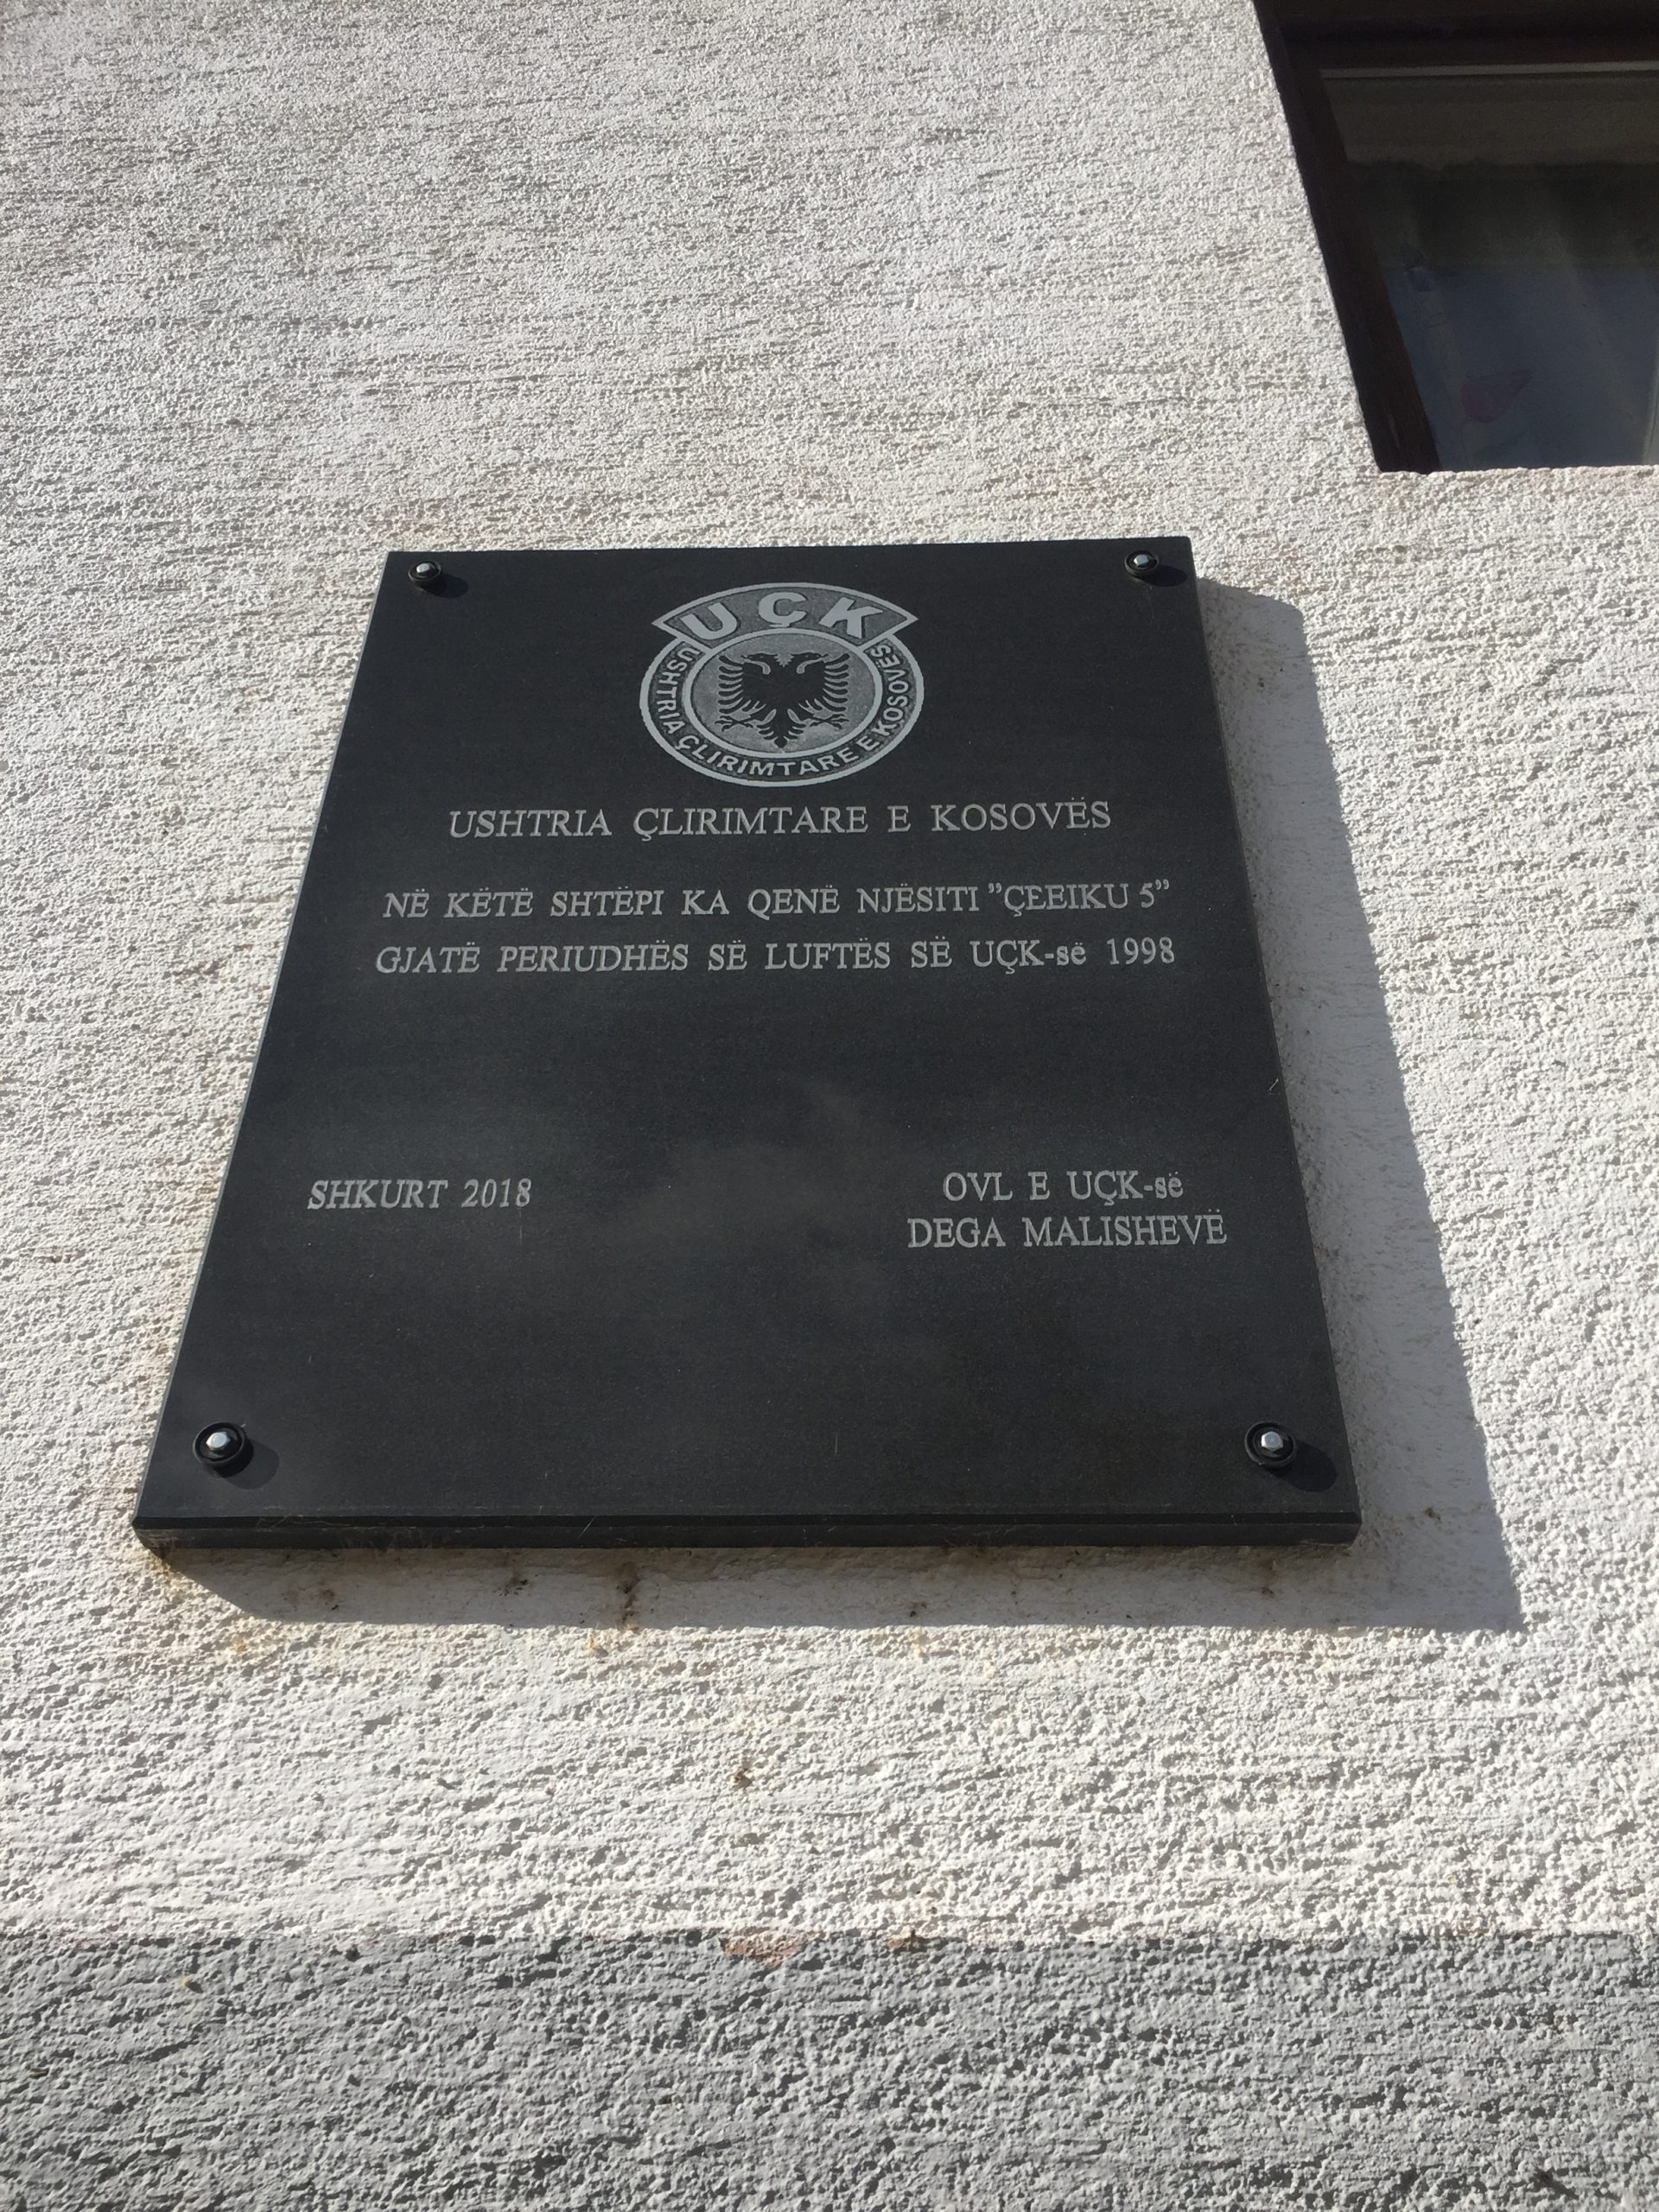 UÇK
USHTRIA ÇLIRIMTARE E KOSOVËS
USHTRIA ÇLIRIMTARE E KOSOVËS
NË KËTË SHTËPI KA QENË NJËSITI "ÇEEIKU 5"
GJATË PERIUDHËS SË LUFTËS SË UÇK-së 1998
SHKURT 2018
OVL E UÇK-së
DEGA MALISHEVË